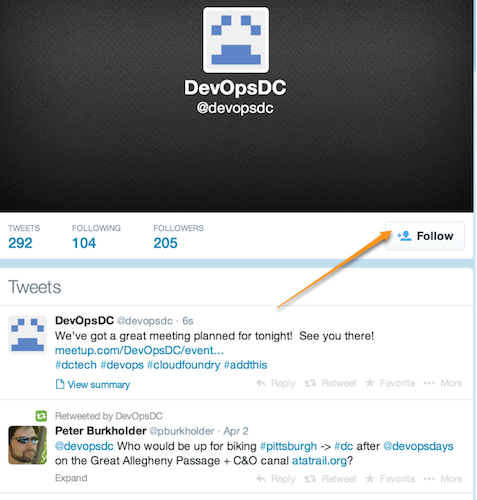 DevOpsDC
@devopsdc
TWEETS FOLLOWING FOLLOWERS
292 104 205
Follow
Tweets
DevOpsDC @devopsdc · 6s
We've got a great meeting planned for tonight! See you there!
meetup.com/DevOpsDC/event…
#dctech #devops #cloudfoundry #addthis
View summary Reply Retweet Favorite ••• More
Retweeted by DevOpsDC
Peter Burkholder @pburkholder · Apr 2
@devopsdc Who would be up for biking #pittsburgh -> #dc after @devopsdays
on the Great Allegheny Passage + C&O canal atatrail.org?
Expand Reply Retweet Favorite ••• More